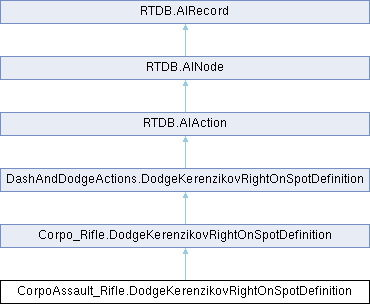 RTDB.AIRecord
RTDB.AINode
RTDB.AIAction
DashAndDodgeActions.DodgeKerenzikovRightOnSpotDefinition
Corpo_Rifle.DodgeKerenzikovRightOnSpotDefinition
CorpoAssault_Rifle.DodgeKerenzikovRightOnSpotDefinition